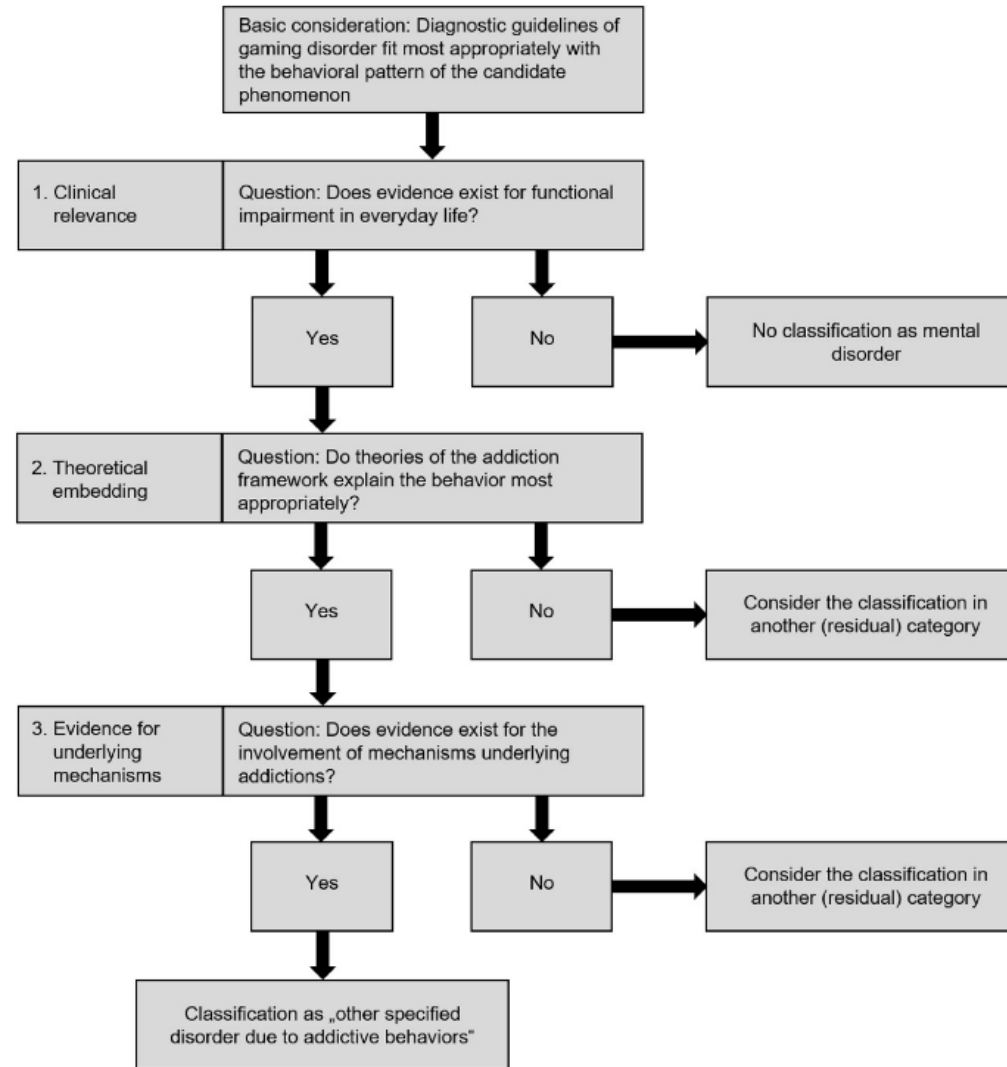 Basic consideration: Diagnostic guidelines of
gaming disorder fit most appropriately with
the behavioral pattern of the candidate
phenomenon
1. Clinical
relevance
Question: Does evidence exist for functional
impairment in everyday life?
Yes
No
No classification as mental
disorder
2. Theoretical
embedding
Question: Do theories of the addiction
framework explain the behavior most
appropriately?
Yes
No
Consider the classification in
another (residual) category
3. Evidence for
underlying
mechanisms
Question: Does evidence exist for the
involvement of mechanisms underlying
addictions?
Yes
No
Consider the classification in
another (residual) category
Classification as „other specified
disorder due to addictive behaviors“